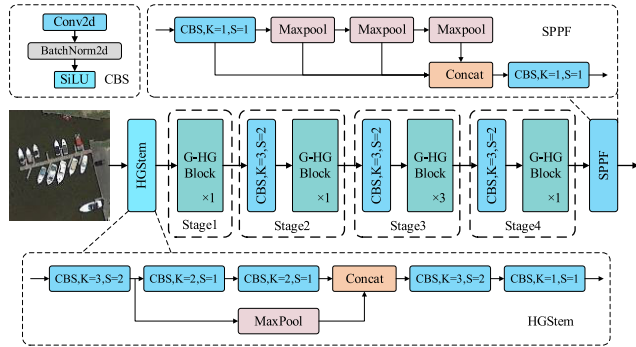 Conv2d
BatchNorm2d
SiLU
CBS
CBS,K=1,S=1
Maxpool
Maxpool
Maxpool
SPPF
Concat
CBS,K=1,S=1
HGStem
G-HG
Block
×1
Stage1
CBS,K=3,S=2
G-HG
Block
×1
Stage2
CBS,K=3,S=2
G-HG
Block
×3
Stage3
CBS,K=3,S=2
G-HG
Block
×1
Stage4
SPPF
CBS,K=3,S=2
CBS,K=2,S=1
CBS,K=2,S=1
Concat
CBS,K=3,S=2
CBS,K=1,S=1
MaxPool
HGStem